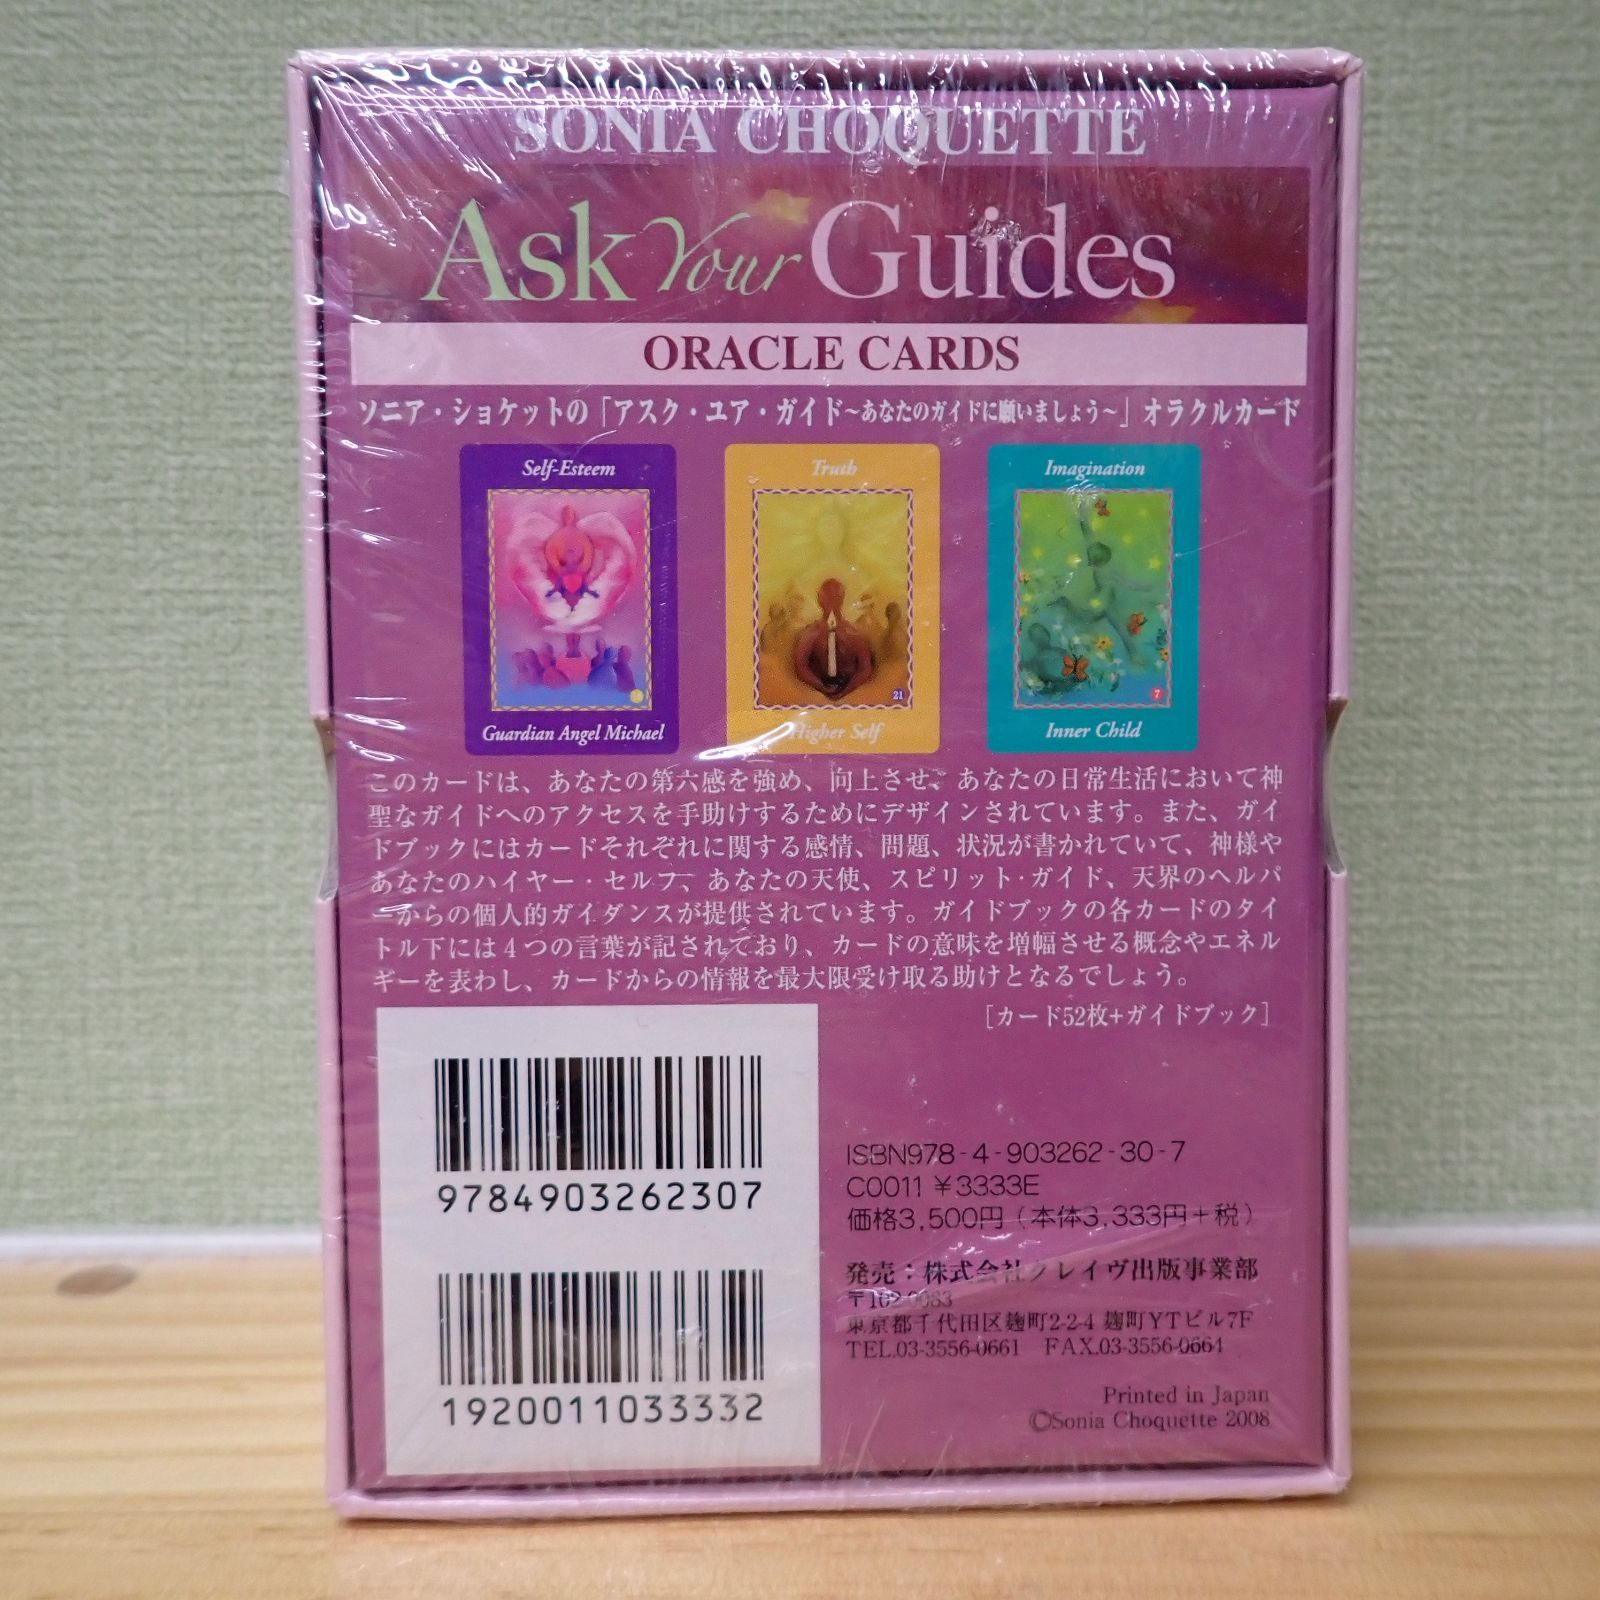 SONIA CHOQUETTE
Ask Your Guides
ORACLE CARDS
ソニア・ショケットの「アスク・ユア・ガイド~あなたのガイドに願いましょう~」オラクルカード
Self-Esteem
Guardian Angel Michael
Truth
21
Higher Self
Imagination
7
Inner Child
このカードは、あなたの第六感を強め、向上させ、あなたの日常生活において神
聖なガイドへのアクセスを手助けするためにデザインされています。また、ガイ
ドブックにはカードそれぞれに関する感情、問題、状況が書かれていて、神様や
あなたのハイヤー・セルフ、あなたの天使、スピリット・ガイド、天界のヘルパ
ーからの個人的ガイダンスが提供されています。ガイドブックの各カードのタイ
トル下には4つの言葉が記されており、カードの意味を増幅させる概念やエネル
ギーを表わし、カードからの情報を最大限受け取る助けとなるでしょう。
[カード52枚+ガイドブック]
9784903262307
1920011033332
ISBN978-4-903262-30-7
C0011 ¥3333E
価格3,500円(本体3,333円+税)
発売:株式会社クレイヴ出版事業部
〒102-0083
東京都千代田区麹町2-2-4 麹町YTビル7F
TEL.03-3556-0661 FAX.03-3556-0664
Printed in Japan
©Sonia Choquette 2008